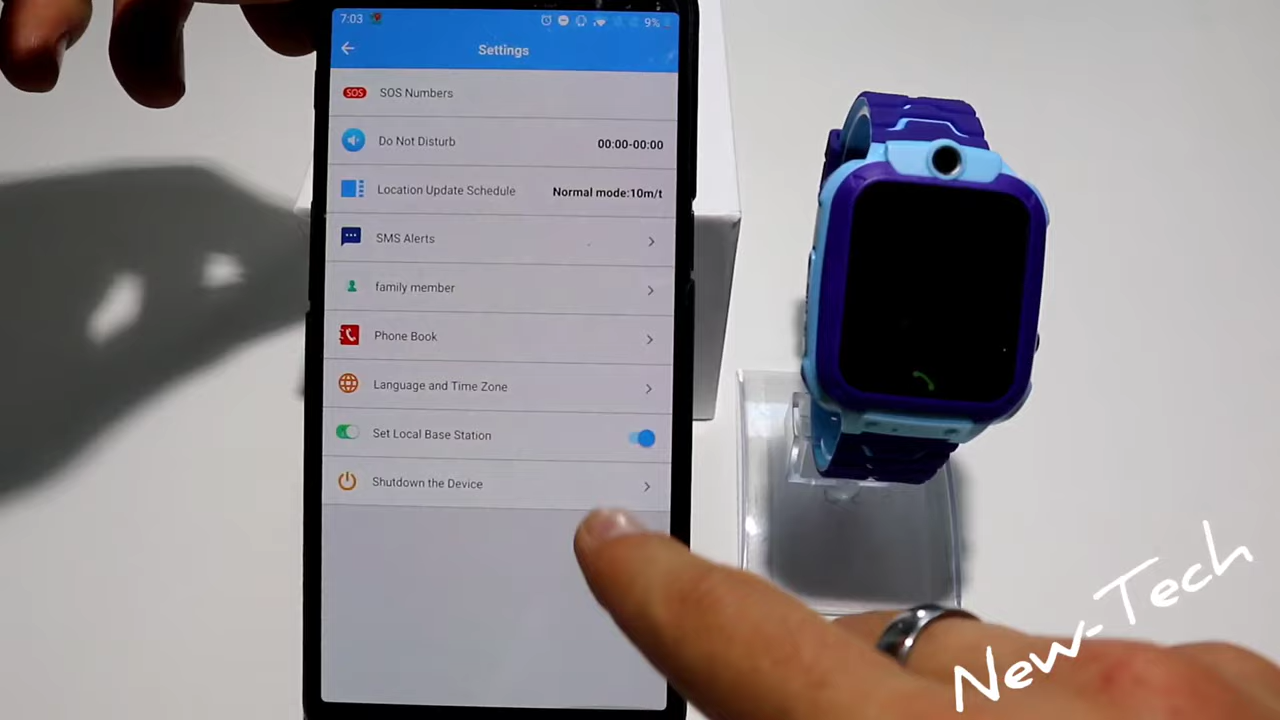 7:03
9%
Settings
SOS SOS Numbers
Do Not Disturb 00:00-00:00
Location Update Schedule Normal mode:10m/t
SMS Alerts
family member
Phone Book
Language and Time Zone
Set Local Base Station
Shutdown the Device
New-Tech